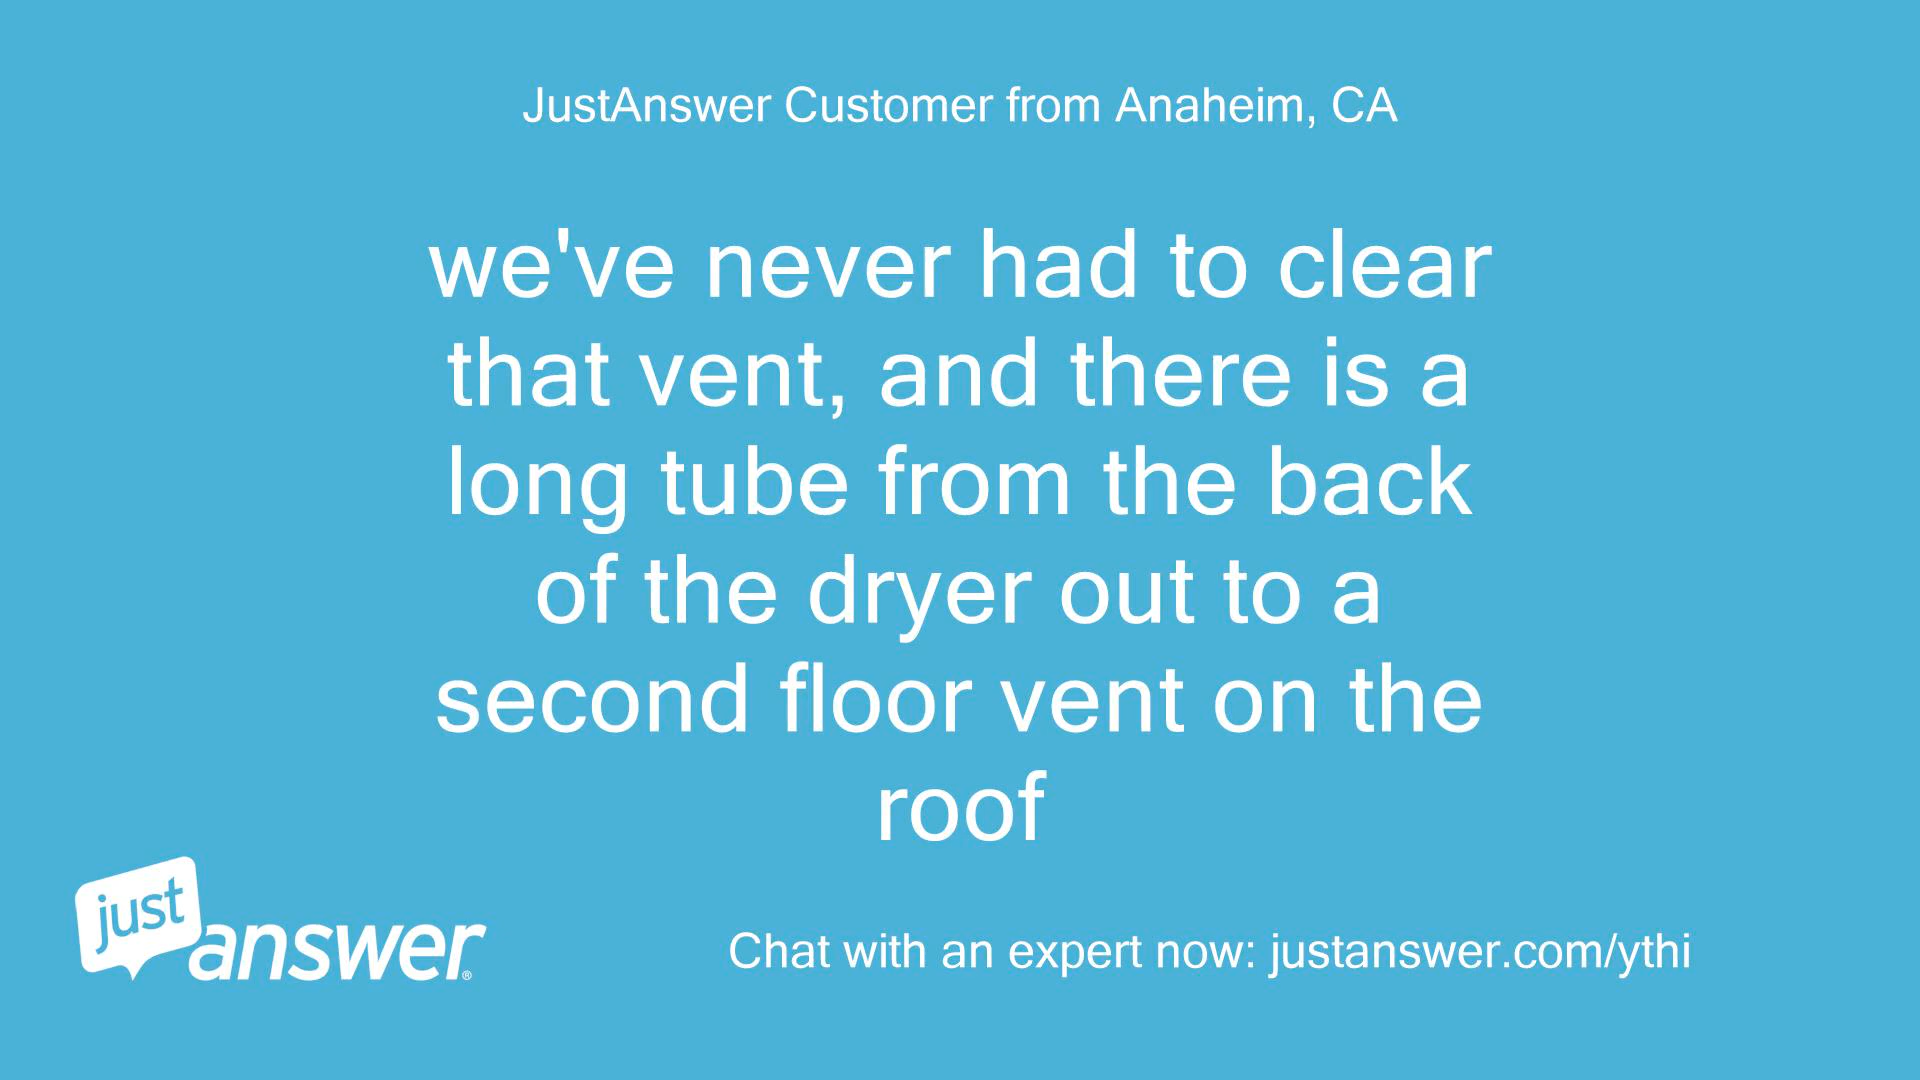 JustAnswer Customer from Anaheim, CA
we've never had to clear
that vent, and there is a
long tube from the back
of the dryer out to a
second floor vent on the
roof
just
answer®
Chat with an expert now: justanswer.com/ythi